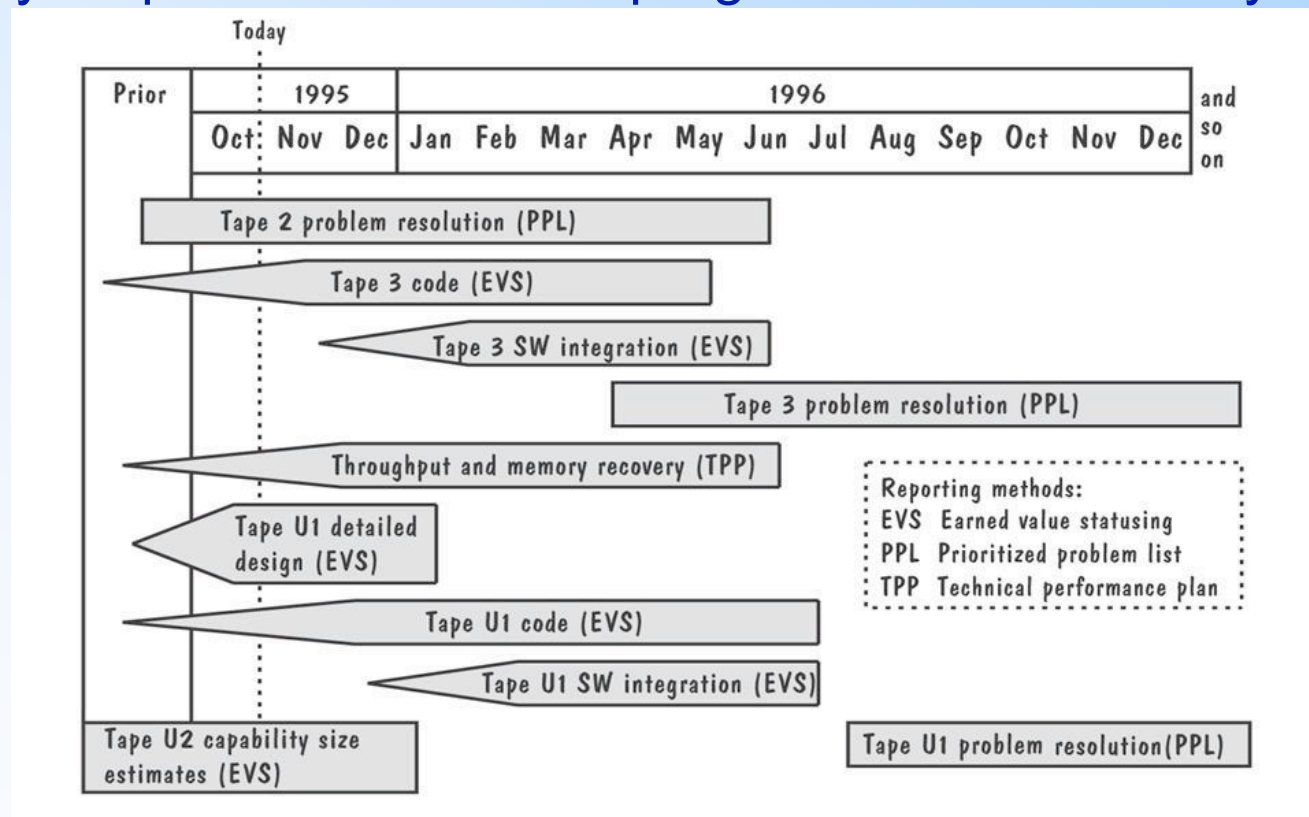 Today
Prior 1995 1996 and
so
on
Oct Nov Dec Jan Feb Mar Apr May Jun Jul Aug Sep Oct Nov Dec
Tape 2 problem resolution (PPL)
Tape 3 code (EVS)
Tape 3 SW integration (EVS)
Tape 3 problem resolution (PPL)
Throughput and memory recovery (TPP)
Reporting methods:
EVS Earned value statusing
PPL Prioritized problem list
TPP Technical performance plan
Tape U1 detailed
design (EVS)
Tape U1 code (EVS)
Tape U1 SW integration (EVS)
Tape U2 capability size
estimates (EVS)
Tape U1 problem resolution(PPL)